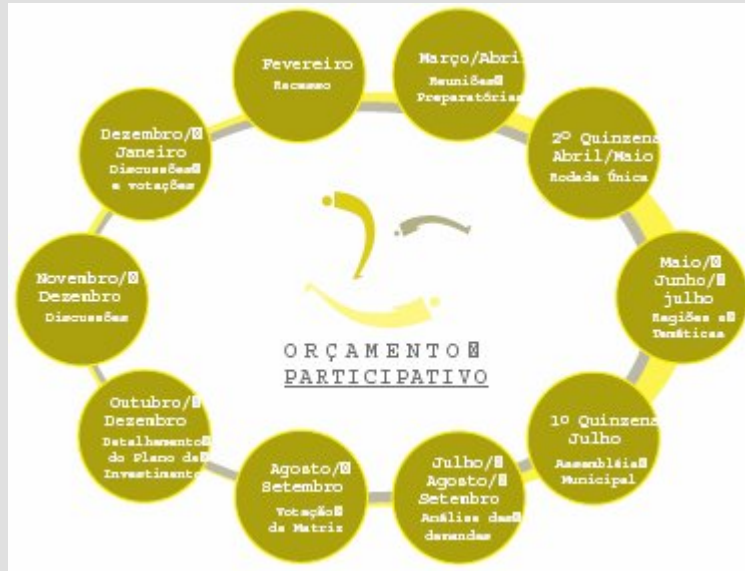 Fevereiro
Recesso
Março/Abril
Reuniões
Preparatórias
2º Quinzena
Abril/Maio
Rodada Única
Maio/
Junho/
julho
Regiões e
Temáticas
1º Quinzena
Julho
Assembléia
Municipal
Julho/
Agosto/
Setembro
Análise das
demandas
Agosto/
Setembro
Votação
da Matriz
Outubro/
Dezembro
Detalhamento
do Plano de
Investimento
Novembro/
Dezembro
Discussões
Dezembro/
Janeiro
Discussões
e votações
ORÇAMENTO
PARTICIPATIVO